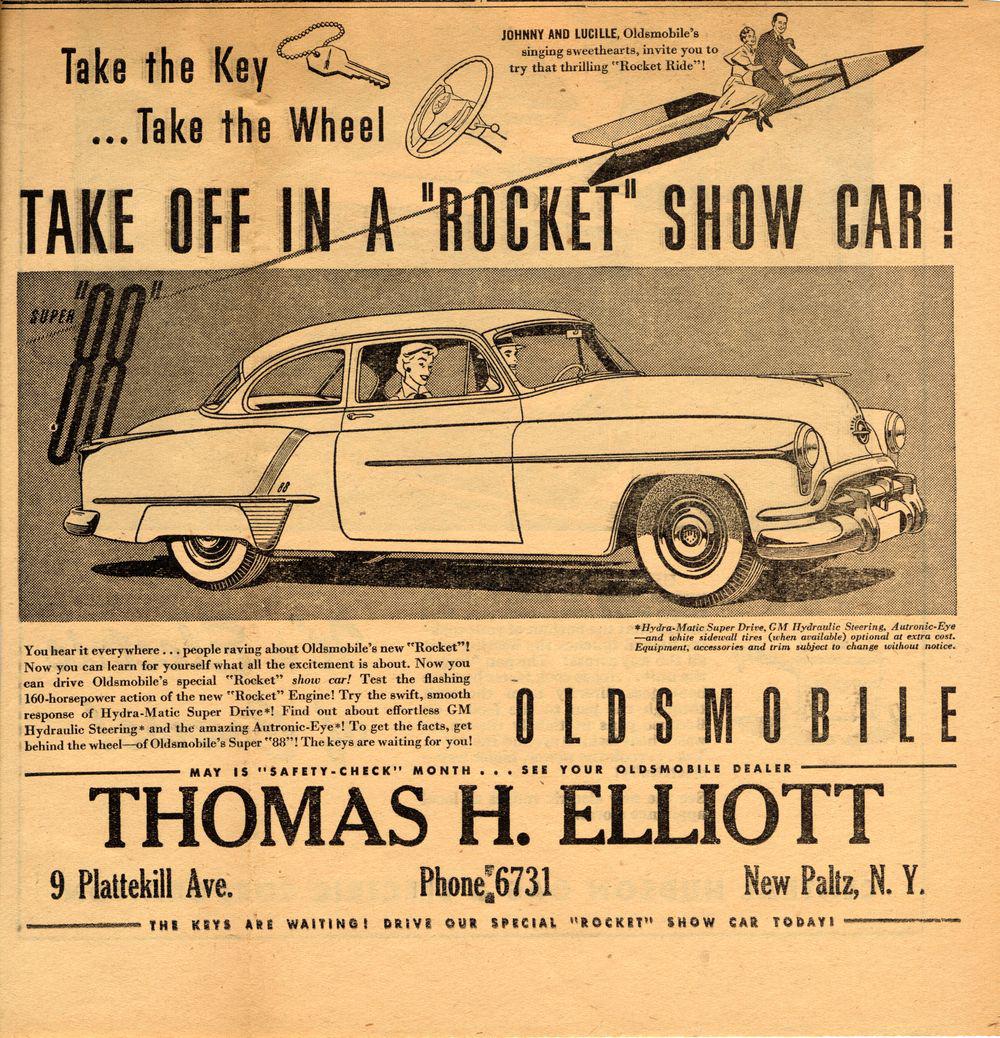 Take the Key
...Take the Wheel
JOHNNY AND LUCILLE, Oldsmobile's
singing sweethearts, invite you to
try that thrilling "Rocket Ride"!
TAKE OFF IN A "ROCKET" SHOW CAR!
SUPER "88"
88
*Hydra-Matic Super Drive, GM Hydraulic Steering, Autronic-Eye
—and white sidewall tires (when available) optional at extra cost.
Equipment, accessories and trim subject to change without notice.
You hear it everywhere . . . people raving about Oldsmobile's new "Rocket"!
Now you can learn for yourself what all the excitement is about. Now you
can drive Oldsmobile's special "Rocket" show car! Test the flashing
160-horsepower action of the new "Rocket" Engine! Try the swift, smooth
response of Hydra-Matic Super Drive*! Find out about effortless GM
Hydraulic Steering* and the amazing Autronic-Eye*! To get the facts, get
behind the wheel—of Oldsmobile's Super "88"! The keys are waiting for you!
OLDSMOBILE
MAY IS "SAFETY-CHECK" MONTH . . . SEE YOUR OLDSMOBILE DEALER
THOMAS H. ELLIOTT
9 Plattekill Ave. Phone 6731 New Paltz, N. Y.
THE KEYS ARE WAITING! DRIVE OUR SPECIAL "ROCKET" SHOW CAR TODAY!